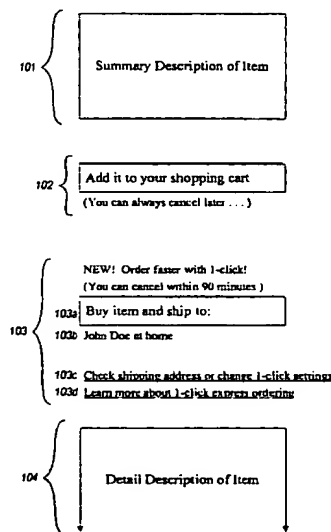 101
Summary Description of Item
102
Add it to your shopping cart
(You can always cancel later . . . )
103
NEW! Order faster with 1-click!
(You can cancel within 90 minutes )
103a Buy item and ship to:
103b John Doe at home
103c Check shipping address or change 1-click settings
103d Learn more about 1-click express ordering
104
Detail Description of Item